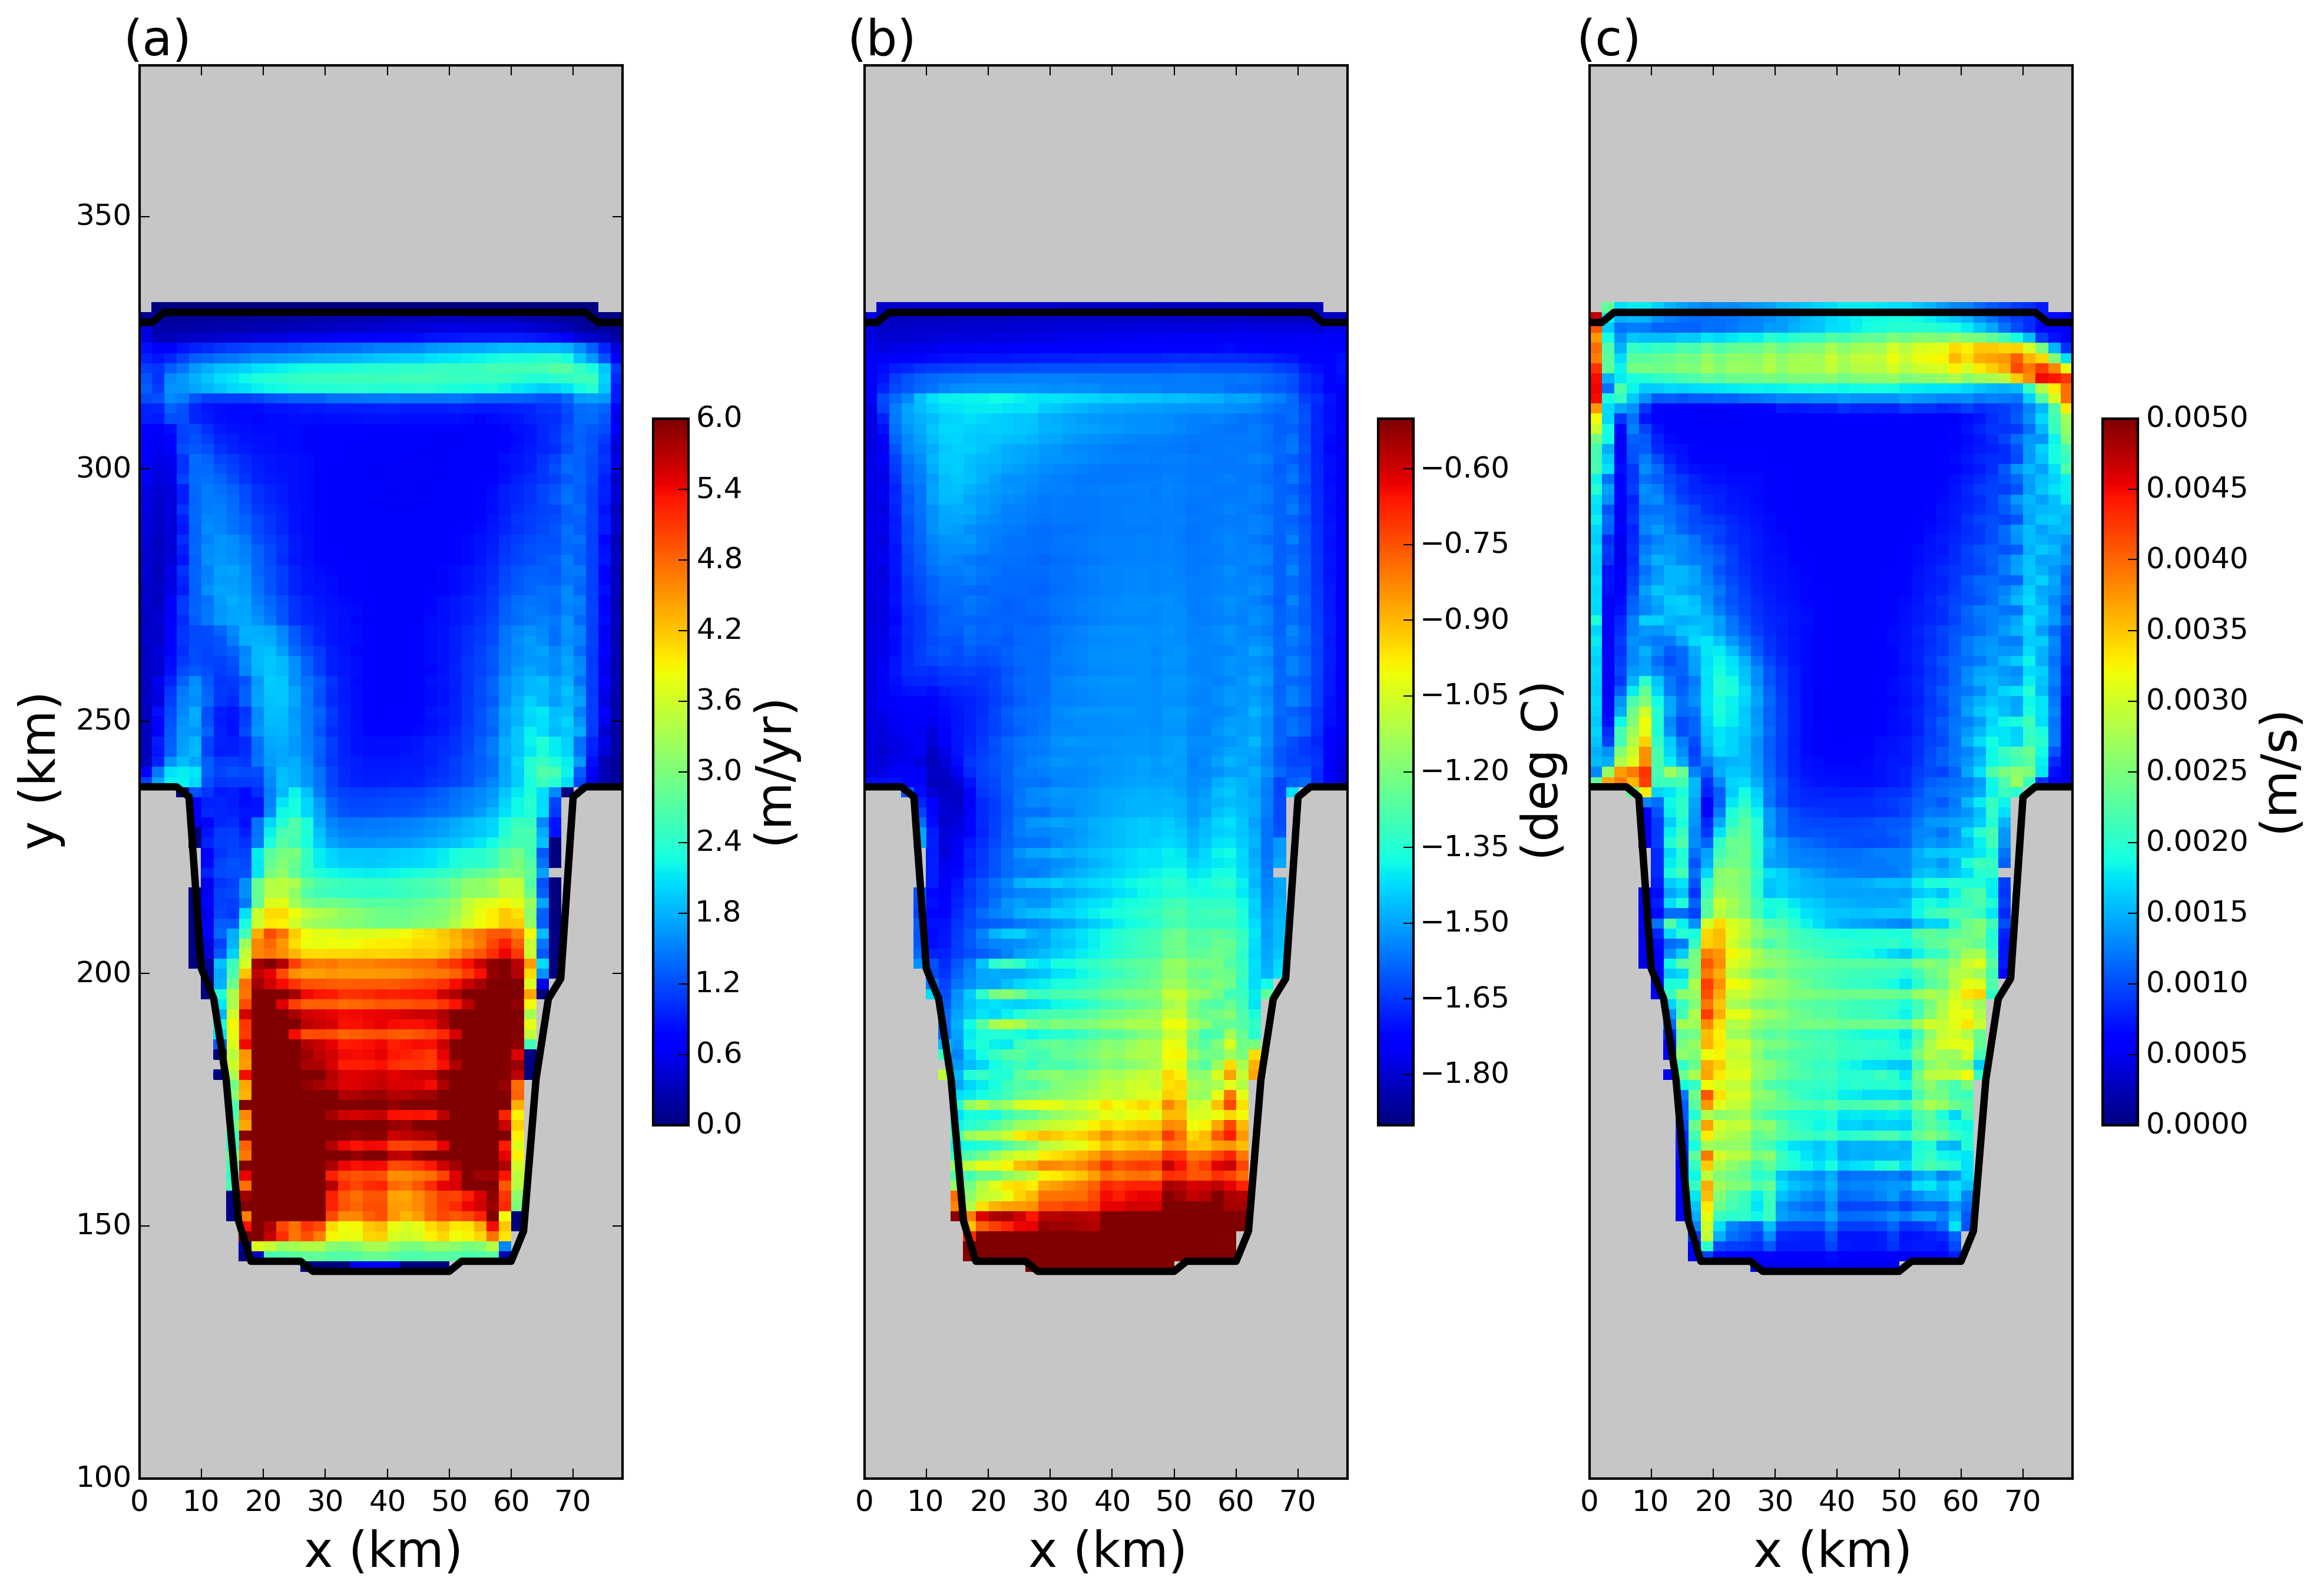 (a)
(b)
(c)
350
300
250
200
150
100
y (km)
0 10 20 30 40 50 60 70
x (km)
6.0
5.4
4.8
4.2
3.6
3.0
2.4
1.8
1.2
0.6
0.0
(m/yr)
0 10 20 30 40 50 60 70
x (km)
−0.60
−0.75
−0.90
−1.05
−1.20
−1.35
−1.50
−1.65
−1.80
(deg C)
0 10 20 30 40 50 60 70
x (km)
0.0050
0.0045
0.0040
0.0035
0.0030
0.0025
0.0020
0.0015
0.0010
0.0005
0.0000
(m/s)